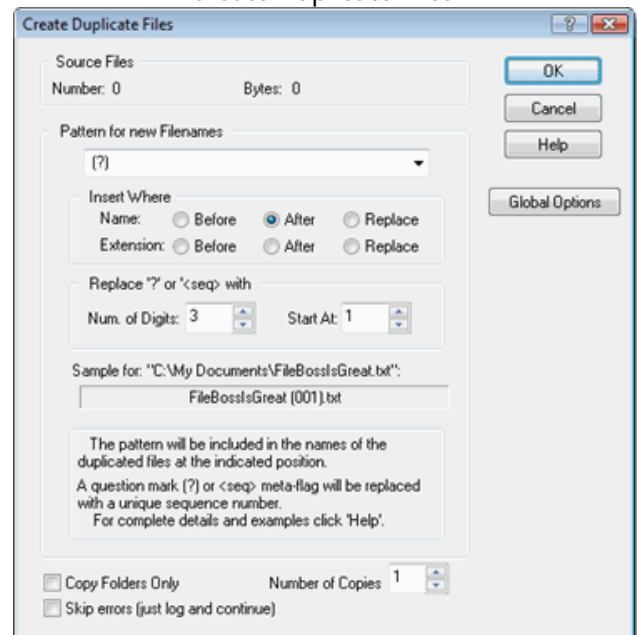 Create Duplicate Files
Source Files
Number: 0 Bytes: 0
Pattern for new Filenames
(?)
Insert Where
Name: Before After Replace
Extension: Before After Replace
Replace '?' or '<seq> with
Num. of Digits: 3 Start At: 1
Sample for: "C:\My Documents\FileBossIsGreat.txt":
FileBossIsGreat (001).txt
The pattern will be included in the names of the
duplicated files at the indicated position.
A question mark (?) or <seq> meta-flag will be replaced
with a unique sequence number.
For complete details and examples click 'Help'.
Copy Folders Only Number of Copies 1
Skip errors (just log and continue)
OK
Cancel
Help
Global Options